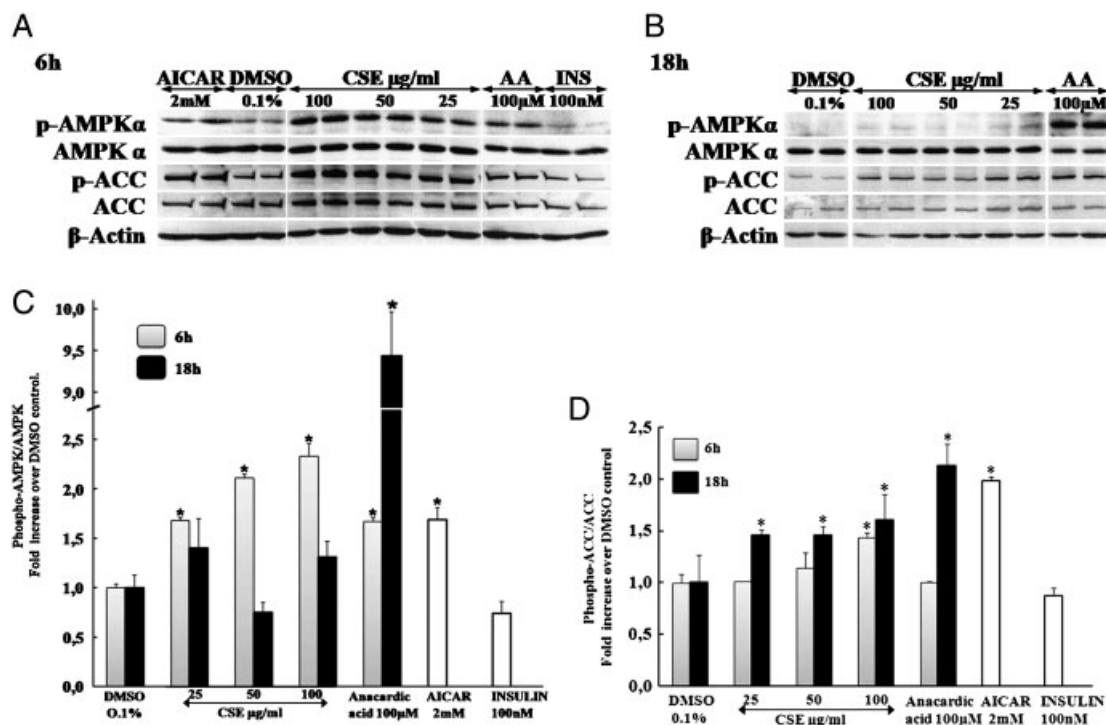 A
6h
AICAR DMSO CSE µg/ml AA INS
2mM 0.1% 100 50 25 100µM 100nM
p-AMPKα
AMPK α
p-ACC
ACC
β-Actin
B
18h
DMSO CSE µg/ml AA
0.1% 100 50 25 100µM
p-AMPKα
AMPK α
p-ACC
ACC
β-Actin
C
Phospho-AMPK/AMPK
Fold increase over DMSO control.
10,0
9,5
9,0
2,5
2,0
1,5
1,0
0,5
0,0
6h
18h
* * * * * *
DMSO 25 50 100 Anacardic AICAR INSULIN
O.1% CSE µg/ml acid 100µM 2mM 100nM
D
Phospho-ACC/ACC
Fold increase over DMSO control
2,5
2,0
1,5
1,0
0,5
0,0
6h
18h
* * * * * *
DMSO 25 50 100 Anacardic AICAR INSULIN
0.1% CSE µg/ml acid 100µM 2mM 100nM